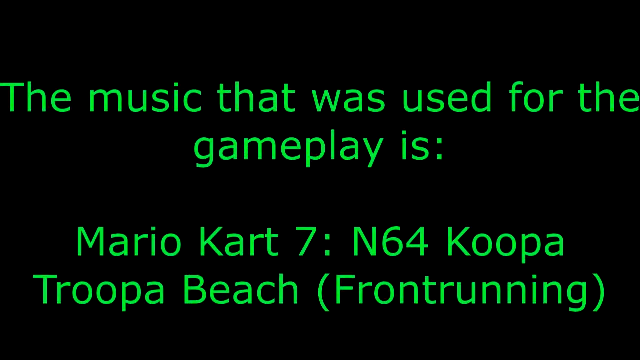 The music that was used for the
gameplay is:
Mario Kart 7: N64 Koopa
Troopa Beach (Frontrunning)